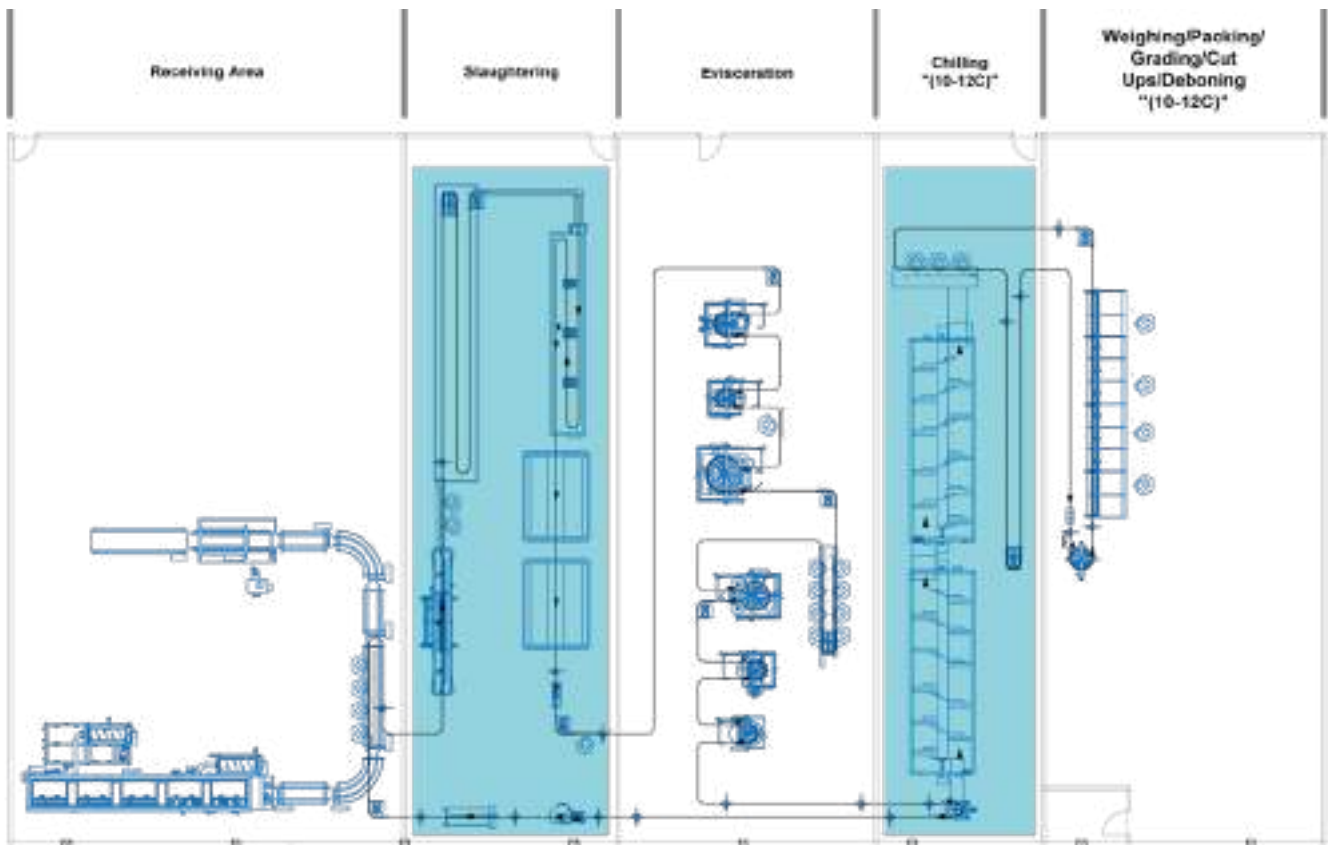 Receiving Area
Slaughtering
Evisceration
Chilling
"(10-12C)"
Weighing/Packing/
Grading/Cut
Ups/Deboning
"(10-12C)"